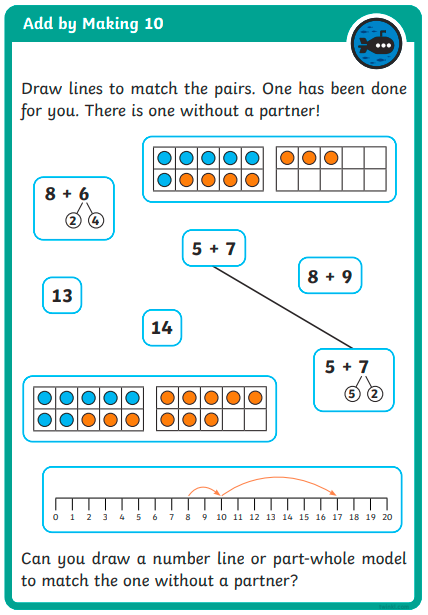 Add by Making 10
Draw lines to match the pairs. One has been done
for you. There is one without a partner!
8 + 6
2 4
5 + 7
8 + 9
13
14
5 + 7
5 2
0 1 2 3 4 5 6 7 8 9 10 11 12 13 14 15 16 17 18 19 20
Can you draw a number line or part-whole model
to match the one without a partner?